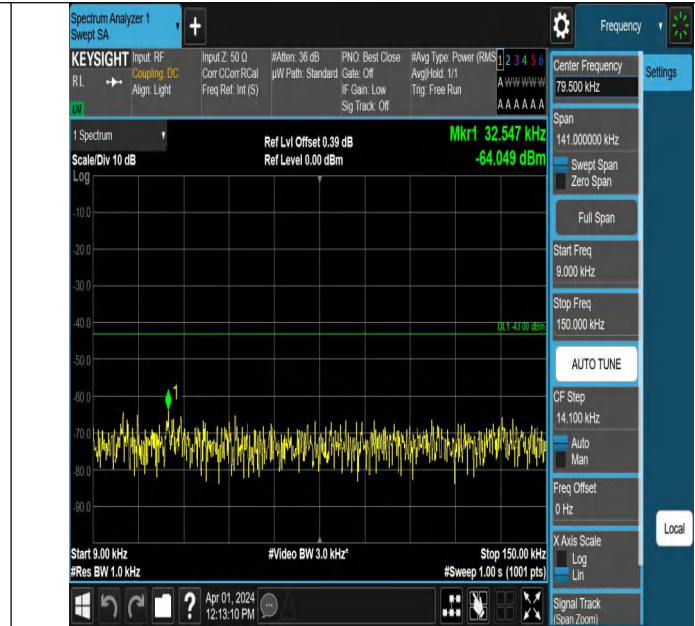 Spectrum Analyzer 1
Swept SA
+
Frequency
KEYSIGHT
RL
LXI
Input: RF
Coupling: DC
Align: Light
Input Z: 50 Ω
Corr CCorr RCal
Freq Ref: Int (S)
#Atten: 36 dB
µW Path: Standard
PNO: Best Close
Gate: Off
IF Gain: Low
Sig Track: Off
#Avg Type: Power (RMS
Avg|Hold: 1/1
Trig: Free Run
1 2 3 4 5 6
A W W W W W
A A A A A A
1 Spectrum
Scale/Div 10 dB
Log
Ref Lvl Offset 0.39 dB
Ref Level 0.00 dBm
Mkr1 32.547 kHz
-64.049 dBm
-10.0
-20.0
-30.0
-40.0
DL1 -43.00 dBm
-50.0
-60.0
1
-70.0
-80.0
-90.0
Start 9.00 kHz
#Res BW 1.0 kHz
#Video BW 3.0 kHz*
Stop 150.00 kHz
#Sweep 1.00 s (1001 pts)
?
Apr 01, 2024
12:13:10 PM
Center Frequency
79.500 kHz
Settings
Span
141.000000 kHz
Swept Span
Zero Span
Full Span
Start Freq
9.000 kHz
Stop Freq
150.000 kHz
AUTO TUNE
CF Step
14.100 kHz
Auto
Man
Freq Offset
0 Hz
X Axis Scale
Log
Lin
Local
Signal Track
(Span Zoom)